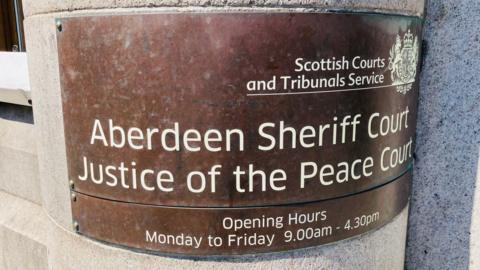 Scottish Courts
and Tribunals Service
Aberdeen Sheriff Court
Justice of the Peace Court
Opening Hours
Monday to Friday 9.00am - 4.30pm